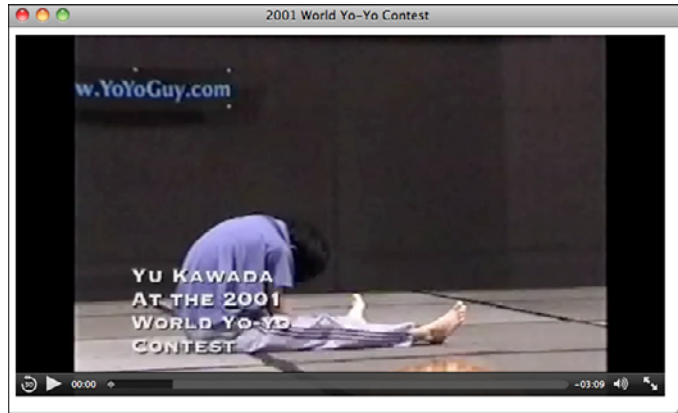 2001 World Yo-Yo Contest
w.YoYoGuy.com
Yu Kawada
At the 2001
World Yo-Yo
Contest
30
00:00
-03:09